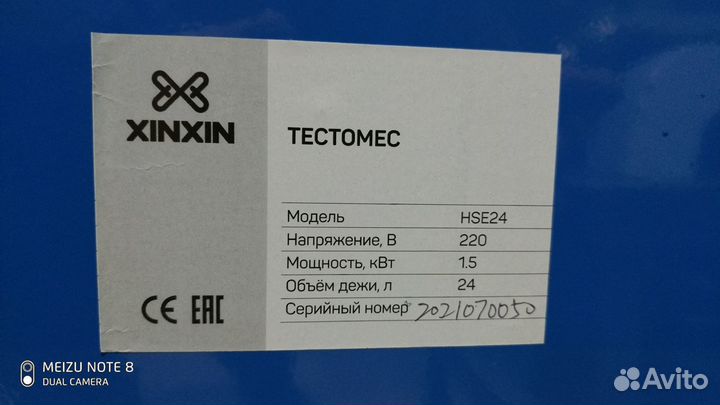 XINXIN
ТЕСТОМЕС
Модель HSE24
Напряжение, В 220
Мощность, кВт 1.5
Объём дежи, л 24
Серийный номер 2021070050
CE EAC
MEIZU NOTE 8
DUAL CAMERA
Avito